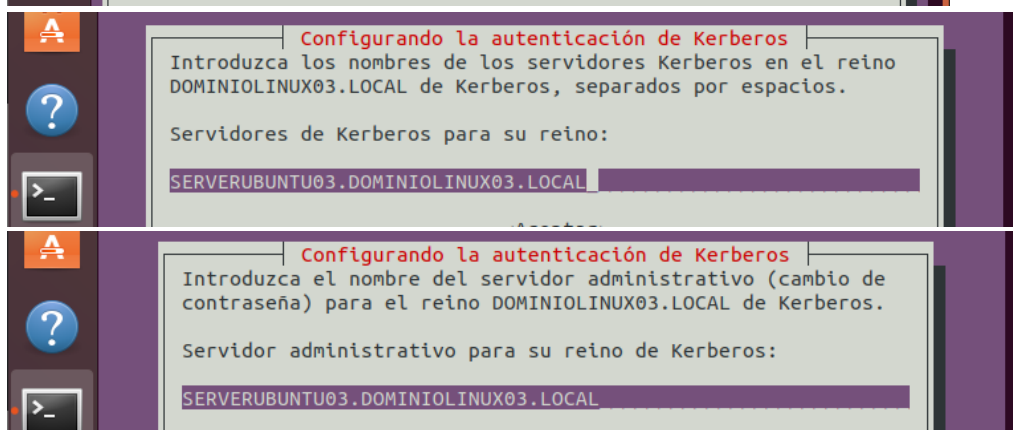 Configurando la autenticación de Kerberos
Introduzca los nombres de los servidores Kerberos en el reino
DOMINIOLINUX03.LOCAL de Kerberos, separados por espacios.
Servidores de Kerberos para su reino:
SERVERUBUNTU03.DOMINIOLINUX03.LOCAL
Configurando la autenticación de Kerberos
Introduzca el nombre del servidor administrativo (cambio de
contraseña) para el reino DOMINIOLINUX03.LOCAL de Kerberos.
Servidor administrativo para su reino de Kerberos:
SERVERUBUNTU03.DOMINIOLINUX03.LOCAL